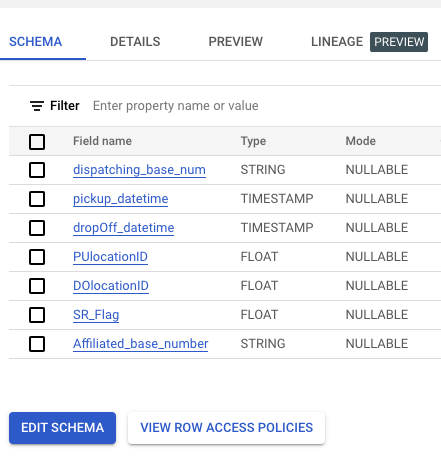 SCHEMA DETAILS PREVIEW LINEAGE PREVIEW
Filter Enter property name or value
Field name Type Mode
dispatching_base_num STRING NULLABLE
pickup_datetime TIMESTAMP NULLABLE
dropOff_datetime TIMESTAMP NULLABLE
PUlocationID FLOAT NULLABLE
DOlocationID FLOAT NULLABLE
SR_Flag FLOAT NULLABLE
Affiliated_base_number STRING NULLABLE
EDIT SCHEMA VIEW ROW ACCESS POLICIES